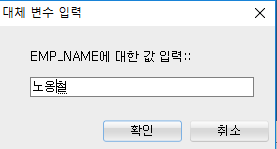 대체 변수 입력
EMP_NAME에 대한 값 입력::
노옹철
확인
취소